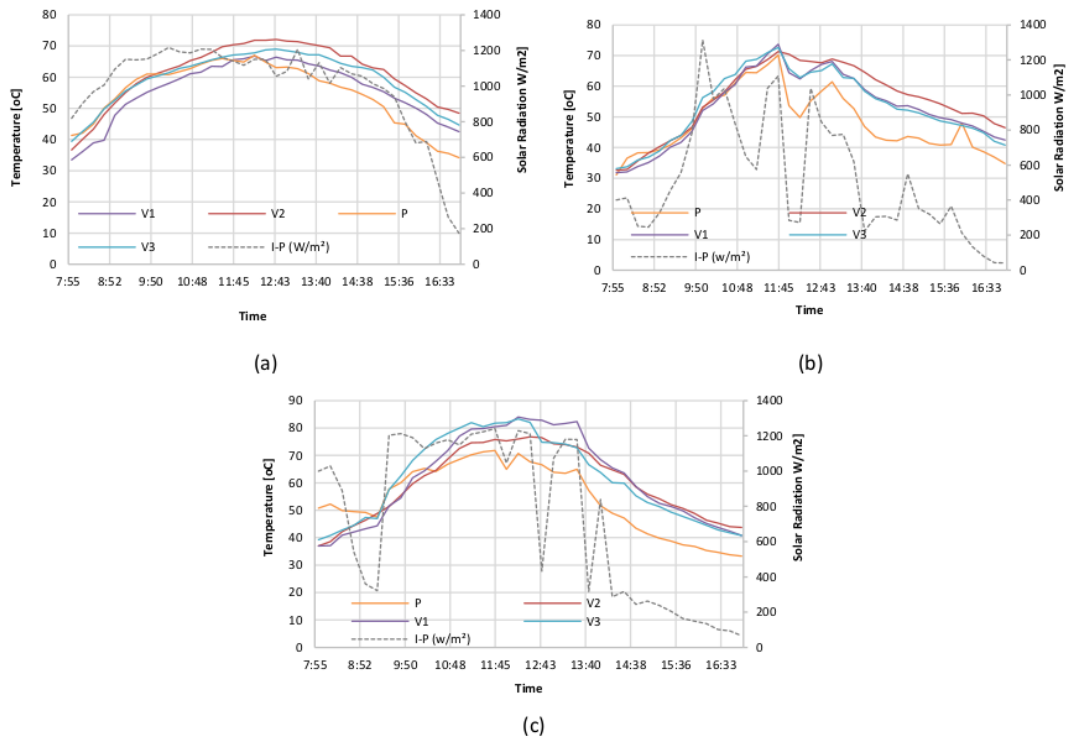 80
70
60
50
40
30
20
10
0
Temperature [oC]
1400
1200
1000
800
600
400
200
0
Solar Radiation W/m2]
V1
V2
P
V3
I-P (W/m²)
7:55 8:52 9:50 10:48 11:45 12:43 13:40 14:38 15:36 16:33
Time
(a)
80
70
60
50
40
30
20
10
0
Temperature [oC]
1400
1200
1000
800
600
400
200
0
Solar Radiation W/m2]
P
V2
V1
V3
I-P (W/m²)
7:55 8:52 9:50 10:48 11:45 12:43 13:40 14:38 15:36 16:33
Time
(b)
90
80
70
60
50
40
30
20
10
0
Temperature [oC]
1400
1200
1000
800
600
400
200
0
Solar Radiation W/m2]
P
V2
V1
V3
I-P (w/m²)
7:55 8:52 9:50 10:48 11:45 12:43 13:40 14:38 15:36 16:33
Time
(c)